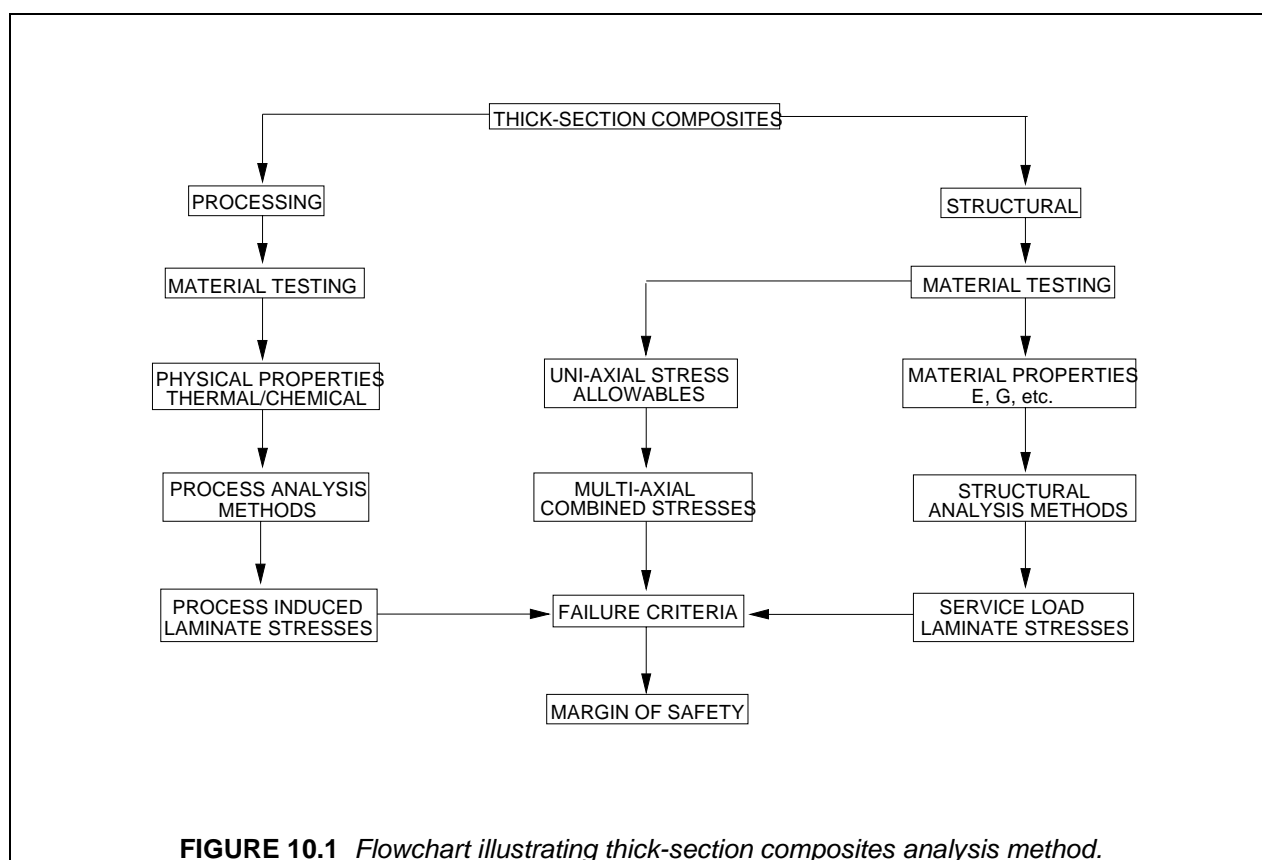 THICK-SECTION COMPOSITES
PROCESSING
STRUCTURAL
MATERIAL TESTING
MATERIAL TESTING
PHYSICAL PROPERTIES
THERMAL/CHEMICAL
UNI-AXIAL STRESS
ALLOWABLES
MATERIAL PROPERTIES
E, G, etc.
PROCESS ANALYSIS
METHODS
MULTI-AXIAL
COMBINED STRESSES
STRUCTURAL
ANALYSIS METHODS
PROCESS INDUCED
LAMINATE STRESSES
FAILURE CRITERIA
SERVICE LOAD
LAMINATE STRESSES
MARGIN OF SAFETY
FIGURE 10.1 Flowchart illustrating thick-section composites analysis method.